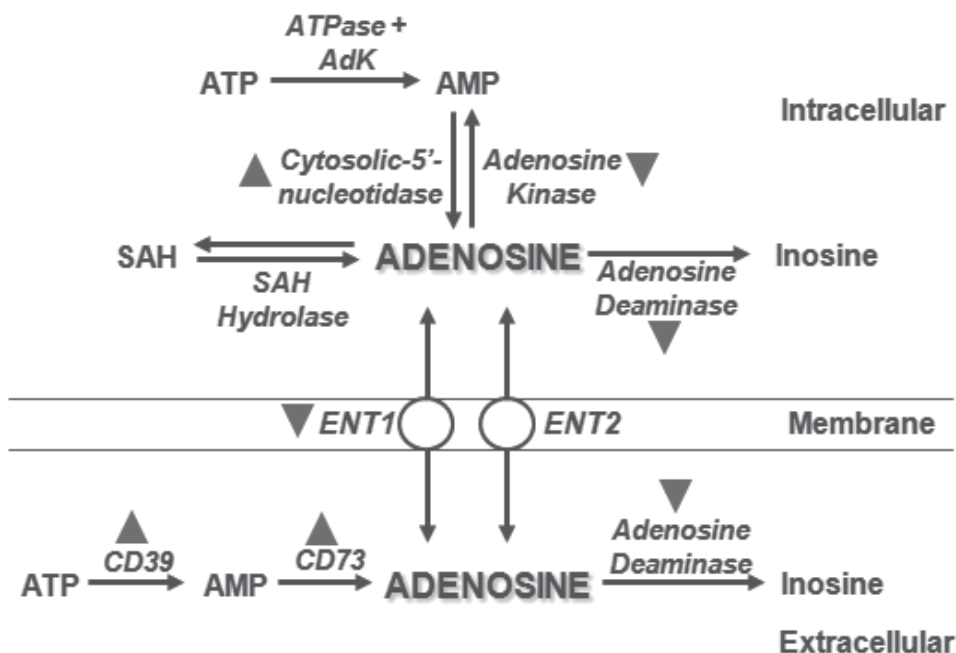 ATPase +
AdK
ATP
AMP
Intracellular
Cytosolic-5'-
nucleotidase
Adenosine
Kinase
SAH
ADENOSINE
Inosine
SAH
Hydrolase
Adenosine
Deaminase
ENT1
ENT2
Membrane
Adenosine
Deaminase
CD39
CD73
ATP
AMP
ADENOSINE
Inosine
Extracellular